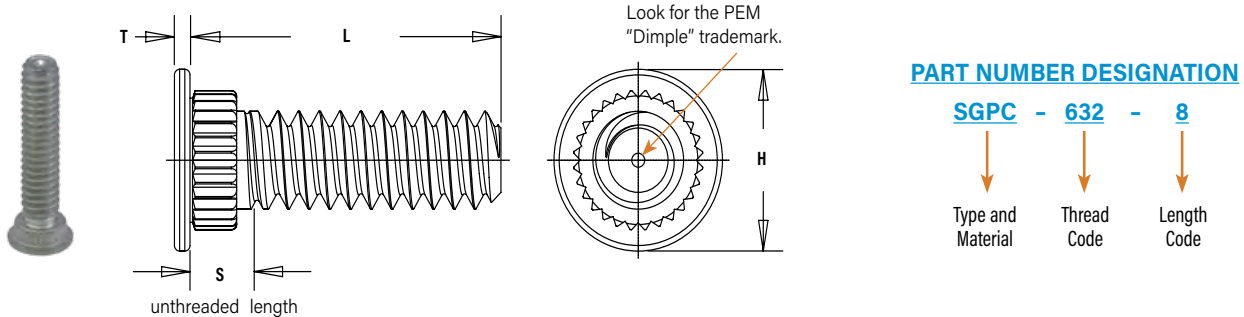 Look for the PEM
“Dimple” trademark.
T
L
H
S
unthreaded length
PART NUMBER DESIGNATION
SGPC - 632 - 8
Type and
Material
Thread
Code
Length
Code